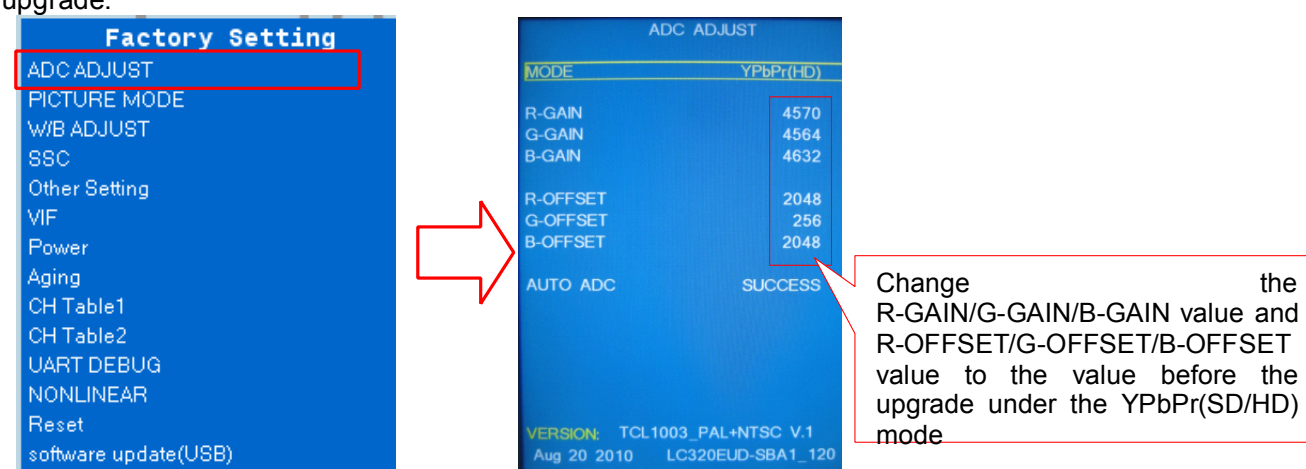 upgrade.
Factory Setting
ADC ADJUST
PICTURE MODE
W/B ADJUST
SSC
Other Setting
VIF
Power
Aging
CH Table1
CH Table2
UART DEBUG
NONLINEAR
Reset
software update(USB)
ADC ADJUST
MODE YPbPr(HD)
R-GAIN 4570
G-GAIN 4564
B-GAIN 4632
R-OFFSET 2048
G-OFFSET 256
B-OFFSET 2048
AUTO ADC SUCCESS
VERSION: TCL1003_PAL+NTSC V.1
Aug 20 2010 LC320EUD-SBA1_120
Change the
R-GAIN/G-GAIN/B-GAIN value and
R-OFFSET/G-OFFSET/B-OFFSET
value to the value before the
upgrade under the YPbPr(SD/HD)
mode